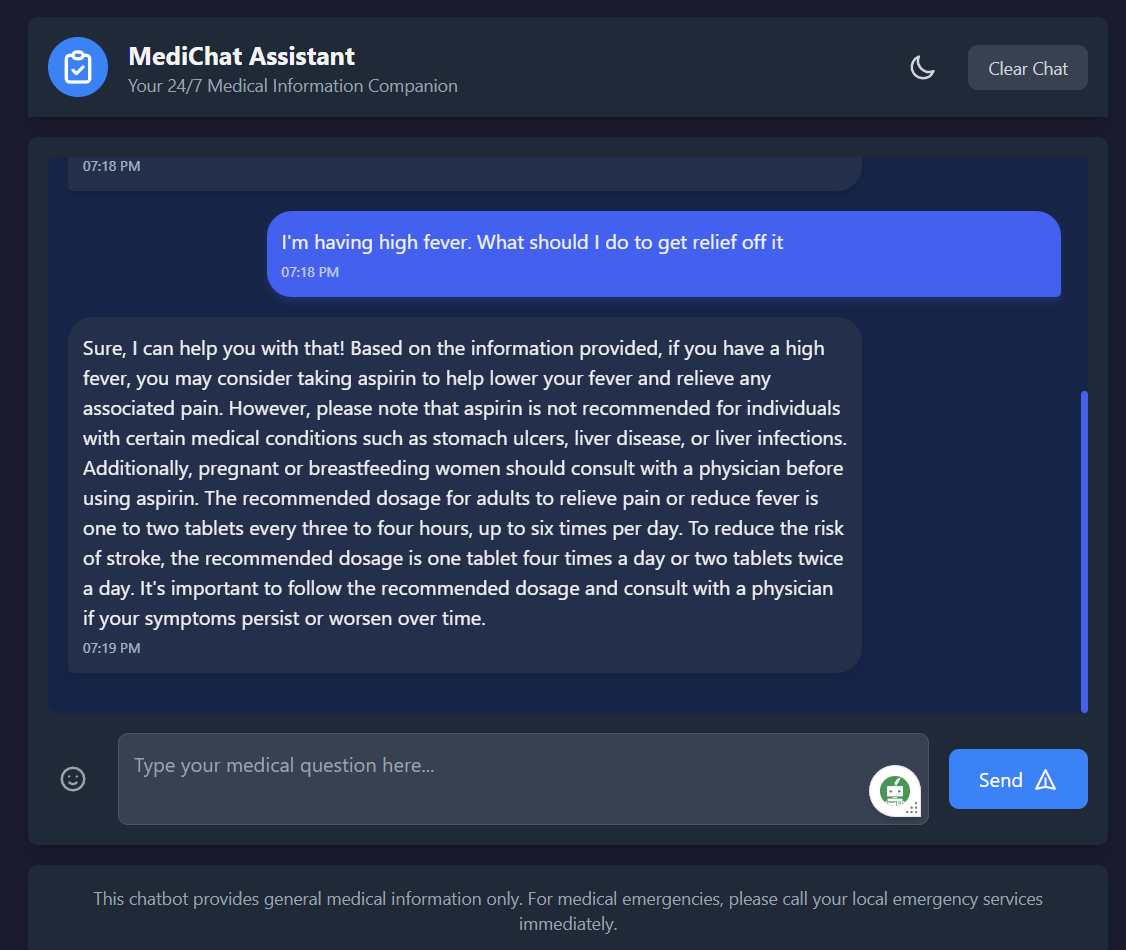 MediChat Assistant
Your 24/7 Medical Information Companion
Clear Chat
07:18 PM
I'm having high fever. What should I do to get relief off it
07:18 PM
Sure, I can help you with that! Based on the information provided, if you have a high
fever, you may consider taking aspirin to help lower your fever and relieve any
associated pain. However, please note that aspirin is not recommended for individuals
with certain medical conditions such as stomach ulcers, liver disease, or liver infections.
Additionally, pregnant or breastfeeding women should consult with a physician before
using aspirin. The recommended dosage for adults to relieve pain or reduce fever is
one to two tablets every three to four hours, up to six times per day. To reduce the risk
of stroke, the recommended dosage is one tablet four times a day or two tablets twice
a day. It's important to follow the recommended dosage and consult with a physician
if your symptoms persist or worsen over time.
07:19 PM
Type your medical question here...
Send
This chatbot provides general medical information only. For medical emergencies, please call your local emergency services
immediately.